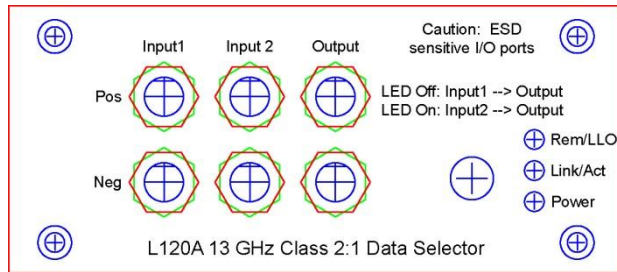 Caution: ESD
sensitive I/O ports
Input1 Input 2 Output
Pos
LED Off: Input1 --> Output
LED On: Input2 --> Output
Rem/LLO
Neg
Link/Act
Power
L120A 13 GHz Class 2:1 Data Selector